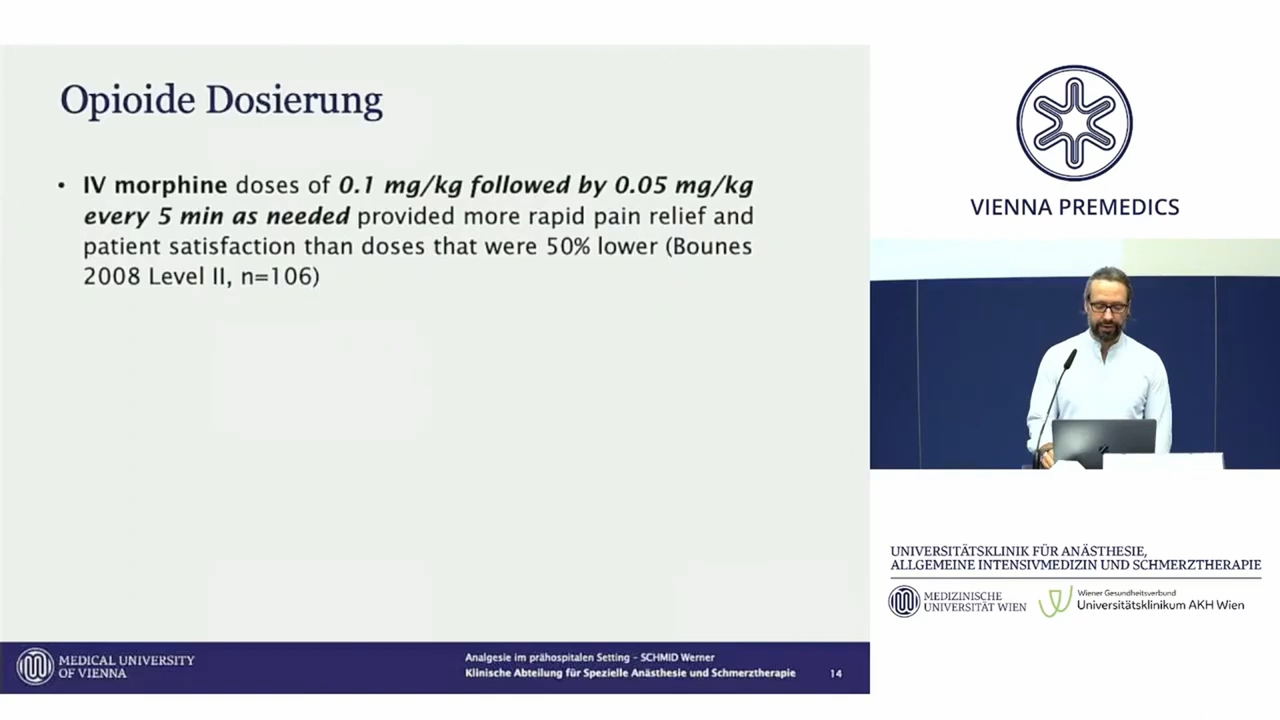 Opioide Dosierung
• IV morphine doses of 0.1 mg/kg followed by 0.05 mg/kg
every 5 min as needed provided more rapid pain relief and
patient satisfaction than doses that were 50% lower (Bounes
2008 Level II, n=106)
MEDICAL UNIVERSITY
OF VIENNA
Analgesie im prähospitalen Setting – SCHMID Werner
Klinische Abteilung für Spezielle Anästhesie und Schmerztherapie
14
VIENNA PREMEDICS
UNIVERSITÄTSKLINIK FÜR ANÄSTHESIE,
ALLGEMEINE INTENSIVMEDIZIN UND SCHMERZTHERAPIE
MEDIZINISCHE
UNIVERSITÄT WIEN
Wiener Gesundheitsverbund
Universitätsklinikum AKH Wien